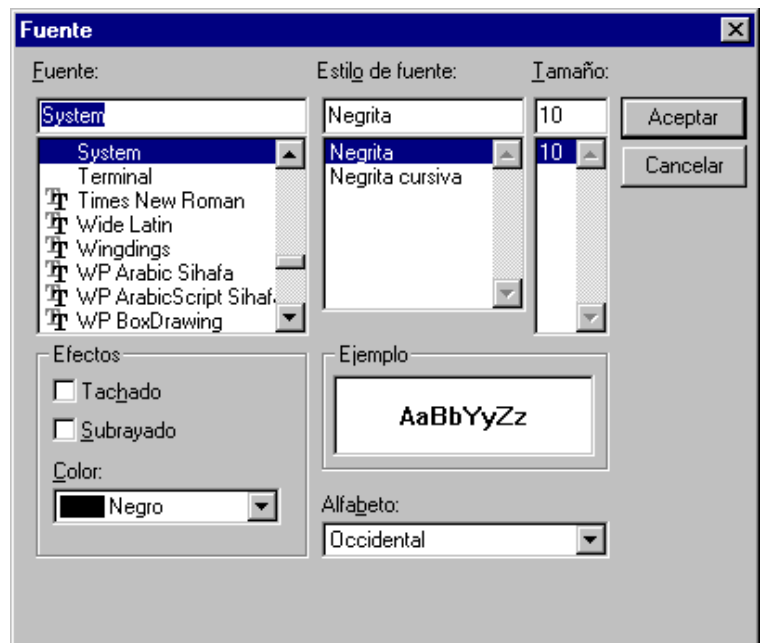 Fuente
Fuente:
System
System
Terminal
Times New Roman
Wide Latin
Wingdings
WP Arabic Sihafa
WP ArabicScript Sihafa
WP BoxDrawing
Estilo de fuente:
Negrita
Negrita
Negrita cursiva
Tamaño:
10
10
Aceptar
Cancelar
Efectos
Tachado
Subrayado
Color:
Negro
Ejemplo
AaBbYyZz
Alfabeto:
Occidental